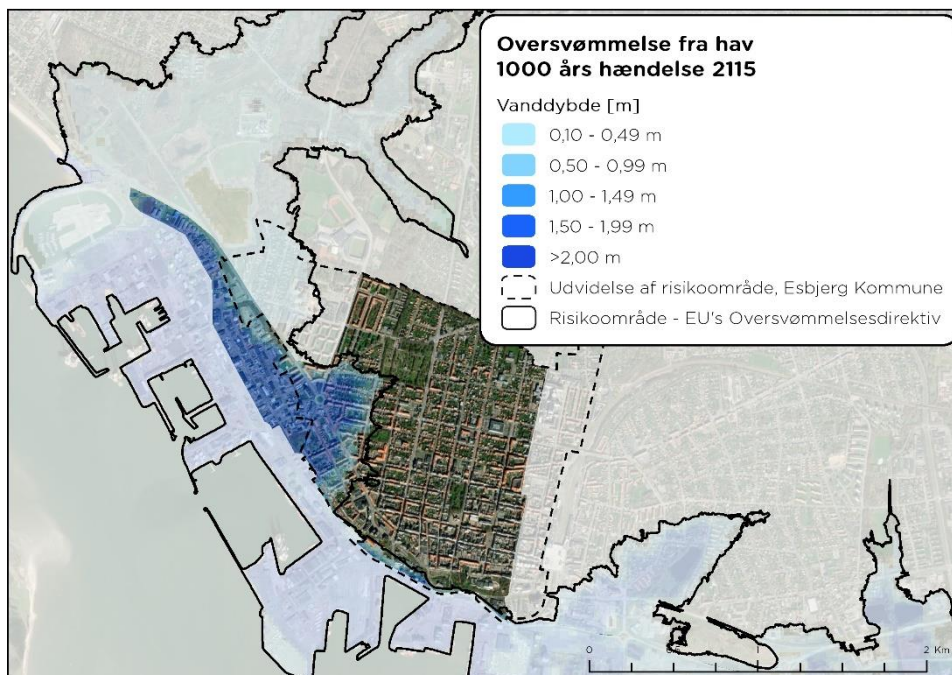 Oversvømmelse fra hav
1000 års hændelse 2115
Vanddybde [m]
0,10 - 0,49 m
0,50 - 0,99 m
1,00 - 1,49 m
1,50 - 1,99 m
>2,00 m
Udvidelse af risikoområde, Esbjerg Kommune
Risikoområde - EU's Oversvømmelsesdirektiv
0
2 Km